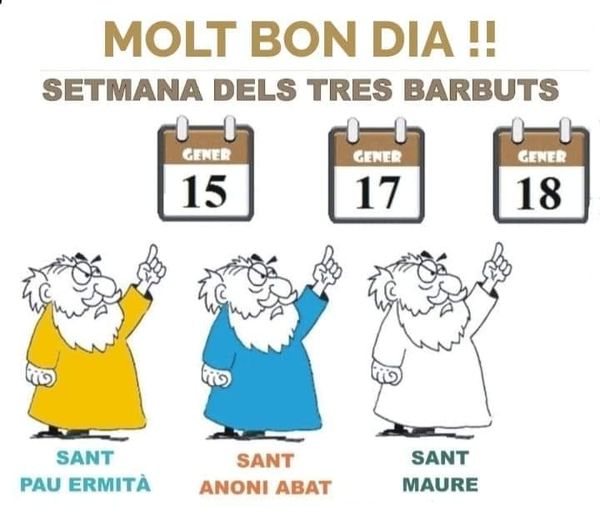 MOLT BON DIA !!
SETMANA DELS TRES BARBUTS
GENER
15
GENER
17
GENER
18
SANT
PAU ERMITÀ
SANT
ANONI ABAT
SANT
MAURE